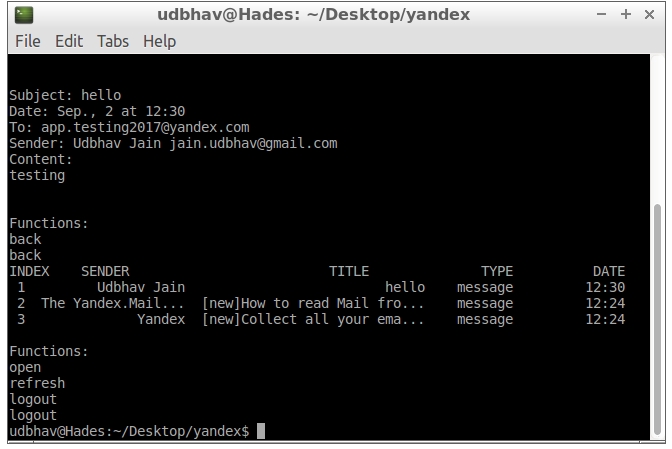 udbhav@Hades: ~/Desktop/yandex
File Edit Tabs Help
Subject: hello
Date: Sep., 2 at 12:30
To: app.testing2017@yandex.com
Sender: Udbhav Jain jain.udbhav@gmail.com
Content:
testing
Functions:
back
back
INDEX SENDER TITLE TYPE DATE
1 Udbhav Jain hello message 12:30
2 The Yandex.Mail... [new]How to read Mail fro... message 12:24
3 Yandex [new]Collect all your ema... message 12:24
Functions:
open
refresh
logout
logout
udbhav@Hades:~/Desktop/yandex$